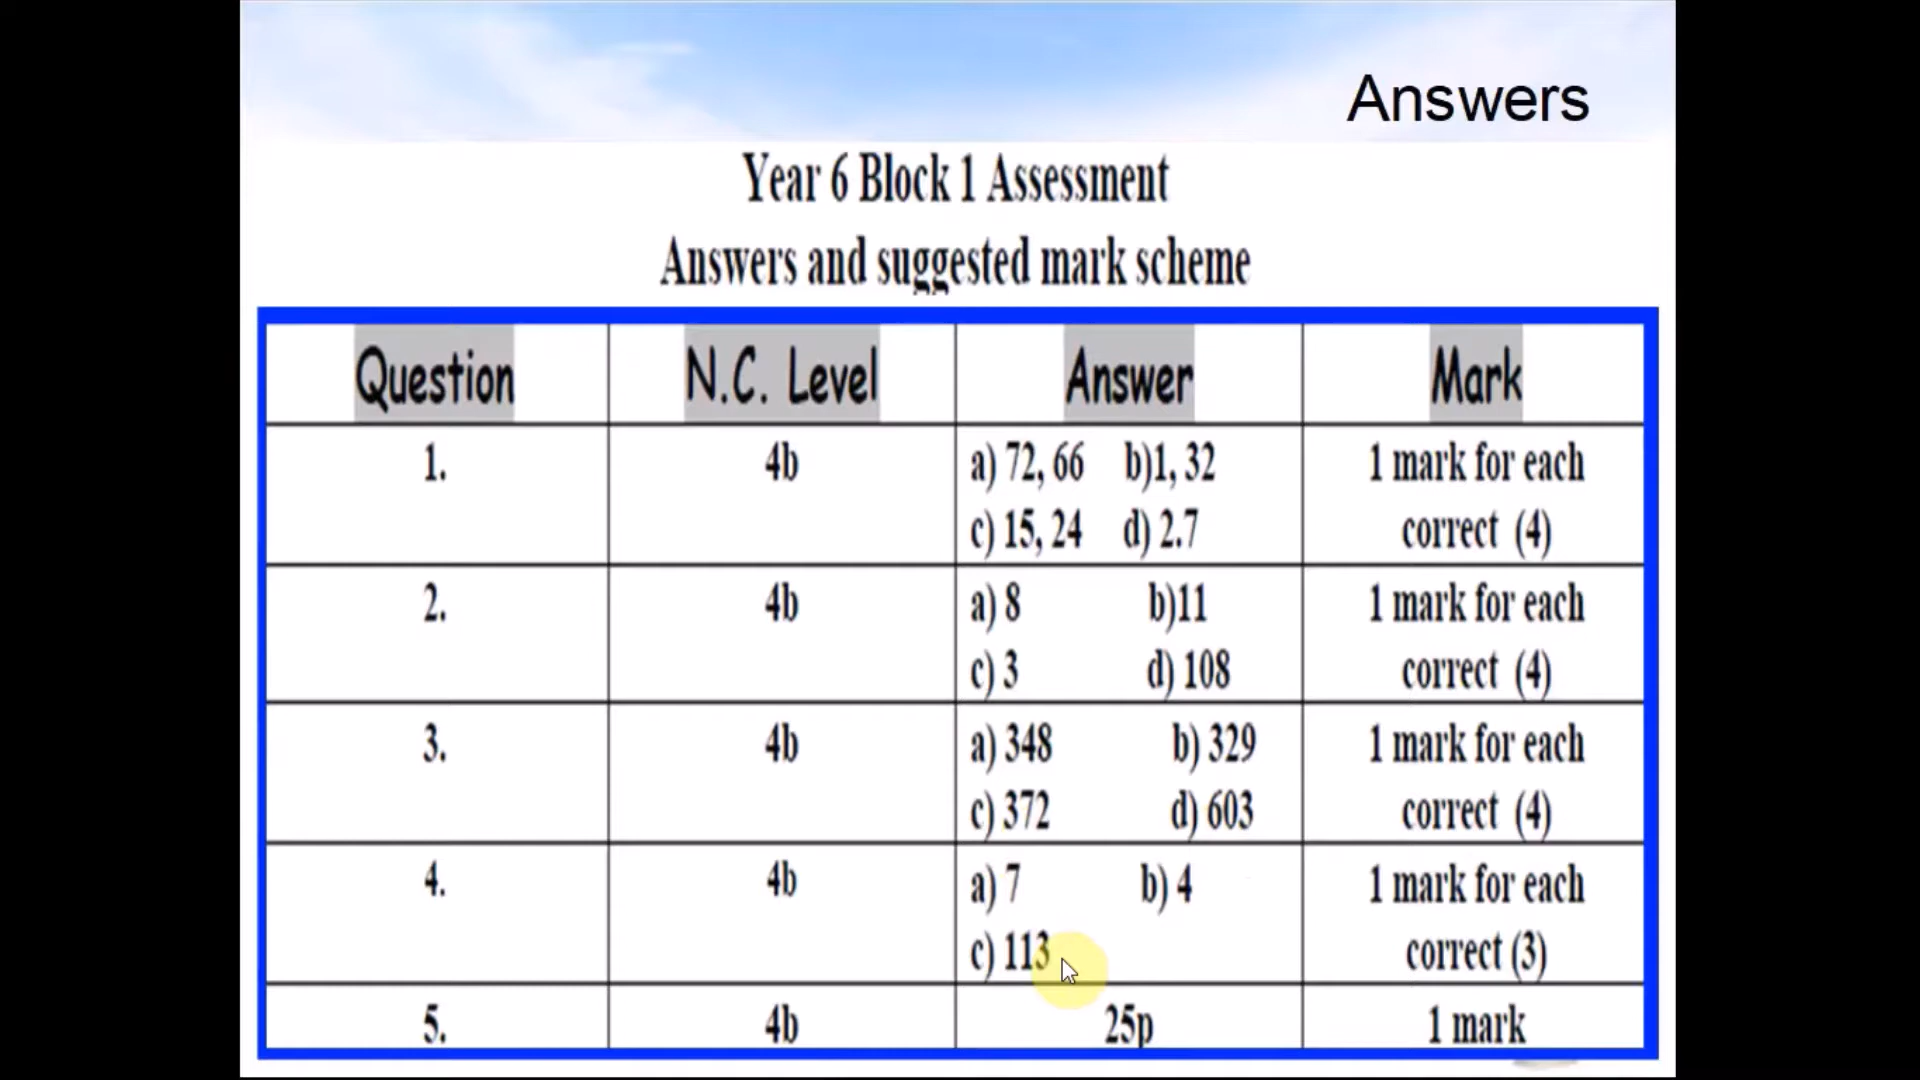 Answers
Year 6 Block 1 Assessment
Answers and suggested mark scheme
Question N.C. Level Answer Mark
1. 4b a) 72, 66 b)1, 32 1 mark for each
c) 15, 24 d) 2.7 correct (4)
2. 4b a) 8 b)11 1 mark for each
c) 3 d) 108 correct (4)
3. 4b a) 348 b) 329 1 mark for each
c) 372 d) 603 correct (4)
4. 4b a) 7 b) 4 1 mark for each
c) 113 correct (3)
5. 4b 25p 1 mark